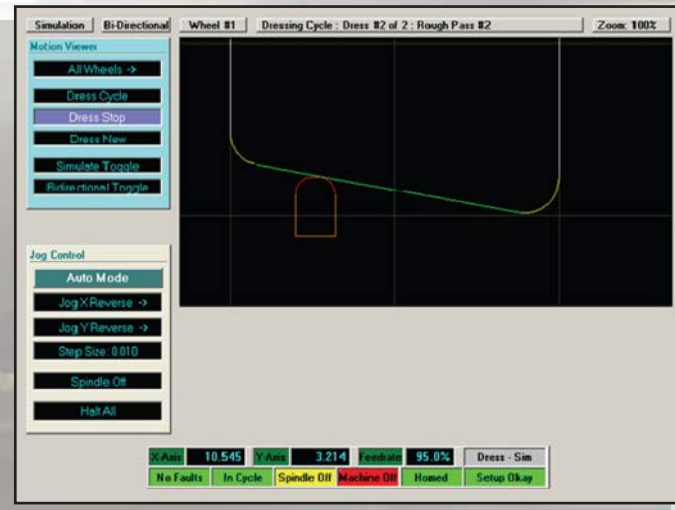 Simulation Bi-Directional Wheel #1 Dressing Cycle : Dress #2 of 2 : Rough Pass #2 Zoom: 100%
Motion Viewer
All Wheels ->
Dress Cycle
Dress Stop
Dress New
Simulate Toggle
Bidirectional Toggle
Jog Control
Auto Mode
Jog X Reverse ->
Jog Y Reverse ->
Step Size: 0.010
Spindle Off
Halt All
X-Axis 10.545 Y-Axis 3.214 Feedrate 95.0% Dress - Sim
No Faults In Cycle Spindle Off Machine Off Homed Setup Okay